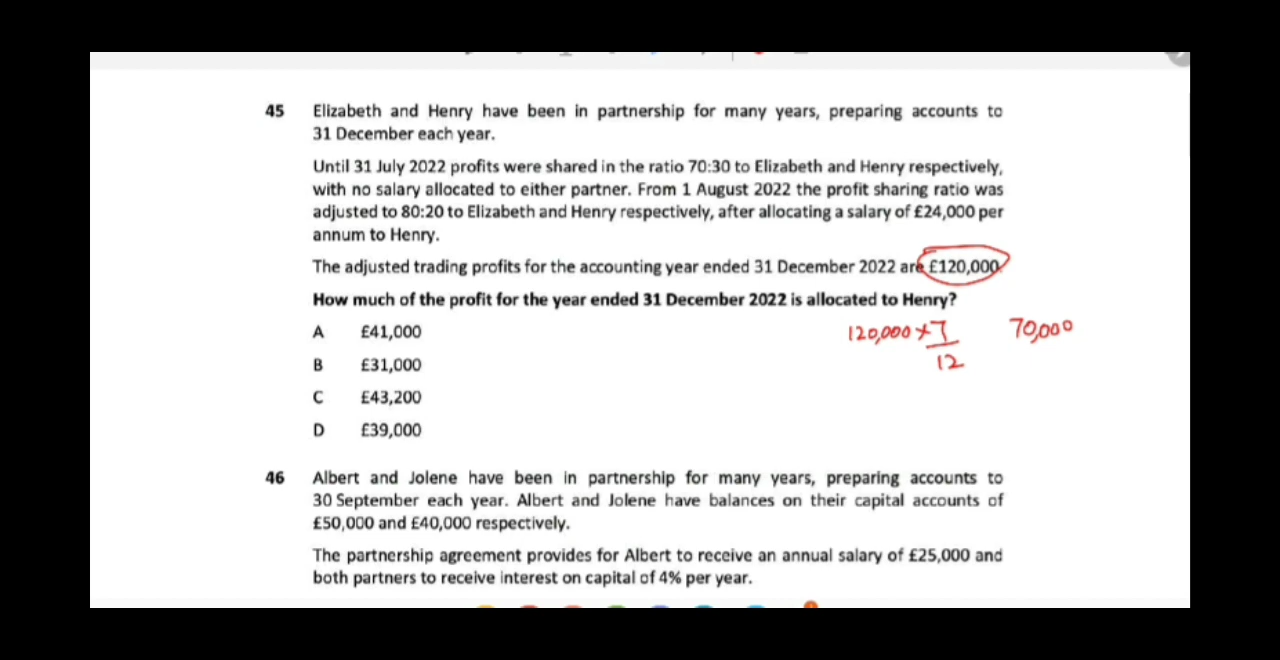 45 Elizabeth and Henry have been in partnership for many years, preparing accounts to
31 December each year.
Until 31 July 2022 profits were shared in the ratio 70:30 to Elizabeth and Henry respectively,
with no salary allocated to either partner. From 1 August 2022 the profit sharing ratio was
adjusted to 80:20 to Elizabeth and Henry respectively, after allocating a salary of £24,000 per
annum to Henry.
The adjusted trading profits for the accounting year ended 31 December 2022 are £120,000.
How much of the profit for the year ended 31 December 2022 is allocated to Henry?
A £41,000
120,000 × 7 70,000
12
B £31,000
C £43,200
D £39,000
46 Albert and Jolene have been in partnership for many years, preparing accounts to
30 September each year. Albert and Jolene have balances on their capital accounts of
£50,000 and £40,000 respectively.
The partnership agreement provides for Albert to receive an annual salary of £25,000 and
both partners to receive interest on capital of 4% per year.